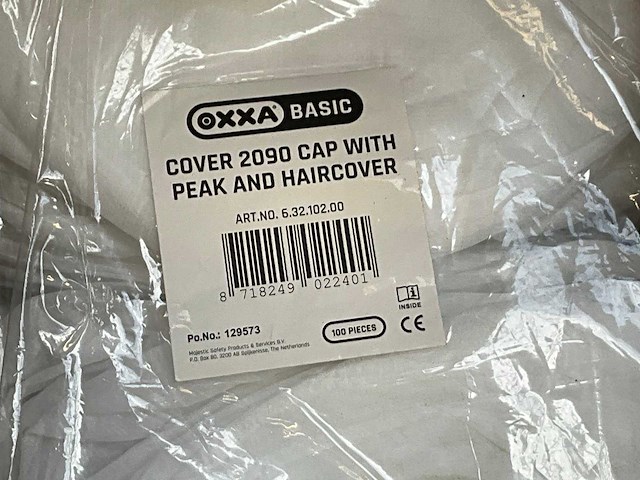 OXXA® BASIC
COVER 2090 CAP WITH
PEAK AND HAIRCOVER
ART.NO. 6.32.102.00
8 718249 022401
INSIDE
Po.No.: 129573
100 PIECES
CE
Majestic Safety Products & Services B.V.
P.O. Box 80, 3200 AB Spijkenisse, The Netherlands